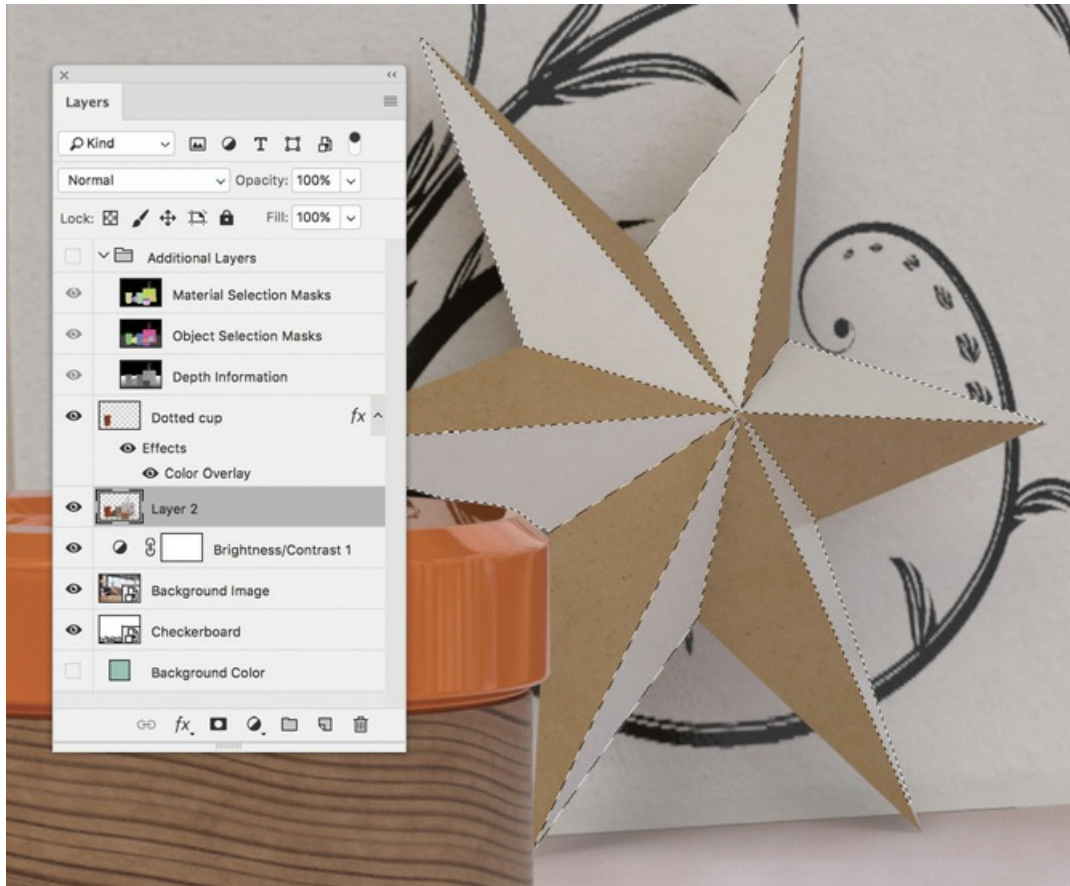 Layers
Kind
Normal Opacity: 100%
Lock: Fill: 100%
Additional Layers
Material Selection Masks
Object Selection Masks
Depth Information
Dotted cup fx
Effects
Color Overlay
Layer 2
Brightness/Contrast 1
Background Image
Checkerboard
Background Color
fx